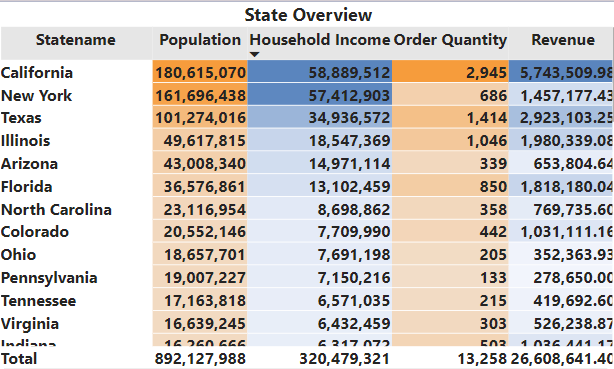 State Overview
Statename Population Household Income Order Quantity Revenue
California 180,615,070 58,889,512 2,945 5,743,509.98
New York 161,696,438 57,412,903 686 1,457,177.43
Texas 101,274,016 34,936,572 1,414 2,923,103.25
Illinois 49,617,815 18,547,369 1,046 1,980,339.08
Arizona 43,008,340 14,971,114 339 653,804.64
Florida 36,576,861 13,102,459 850 1,818,180.04
North Carolina 23,116,954 8,698,862 358 769,735.60
Colorado 20,552,146 7,709,990 442 1,031,111.16
Ohio 18,657,701 7,691,198 205 352,363.93
Pennsylvania 19,007,227 7,150,216 133 278,650.00
Tennessee 17,163,818 6,571,035 215 419,692.60
Virginia 16,639,245 6,432,459 303 526,238.87
Indiana 16,260,666 6,317,072 503 1,036,441.17
Total 892,127,988 320,479,321 13,258 26,608,641.40